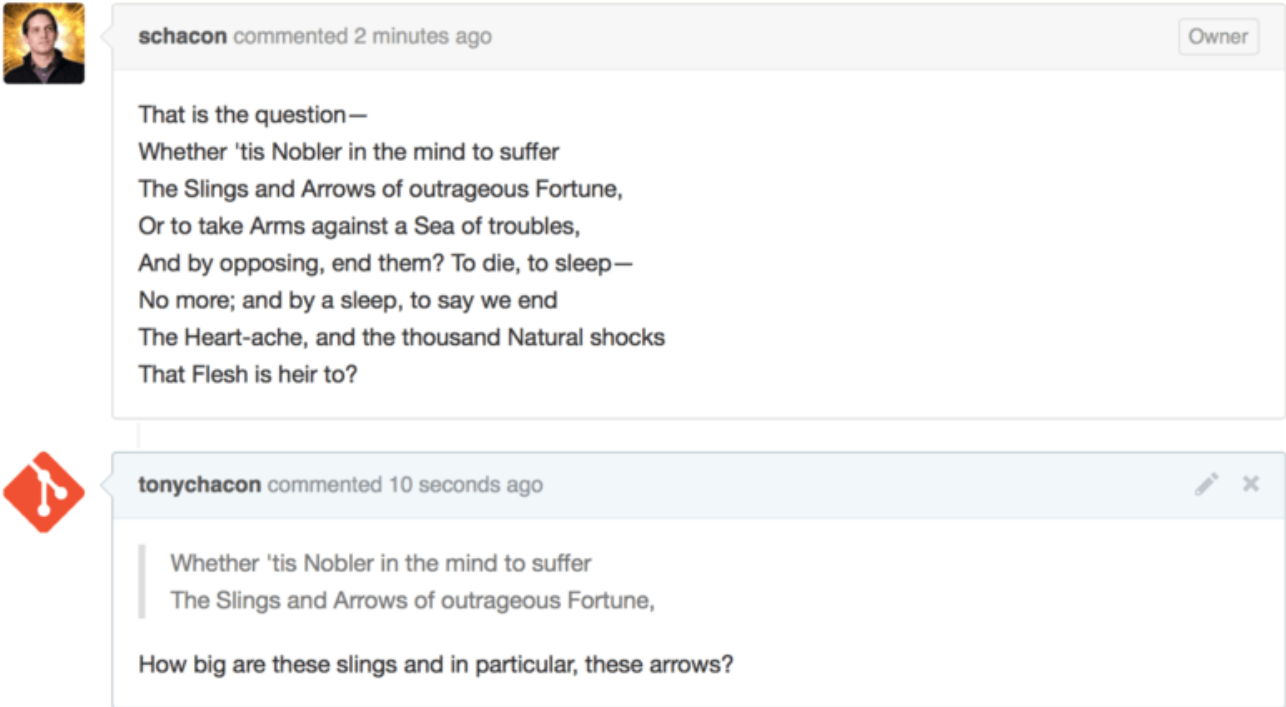 schacon commented 2 minutes ago
Owner
That is the question—
Whether 'tis Nobler in the mind to suffer
The Slings and Arrows of outrageous Fortune,
Or to take Arms against a Sea of troubles,
And by opposing, end them? To die, to sleep—
No more; and by a sleep, to say we end
The Heart-ache, and the thousand Natural shocks
That Flesh is heir to?
tonychacon commented 10 seconds ago
Whether 'tis Nobler in the mind to suffer
The Slings and Arrows of outrageous Fortune,
How big are these slings and in particular, these arrows?